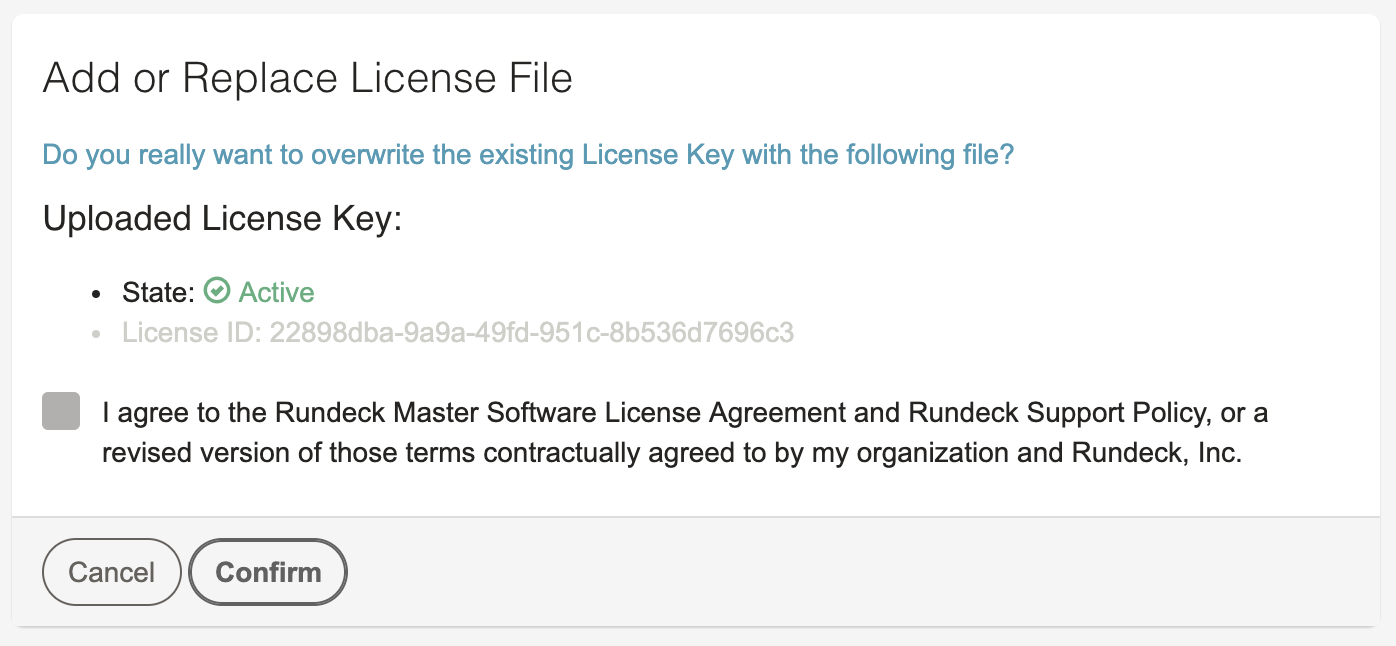 Add or Replace License File
Do you really want to overwrite the existing License Key with the following file?
Uploaded License Key:
• State: Active
• License ID: 22898dba-9a9a-49fd-951c-8b536d7696c3
I agree to the Rundeck Master Software License Agreement and Rundeck Support Policy, or a
revised version of those terms contractually agreed to by my organization and Rundeck, Inc.
Cancel Confirm